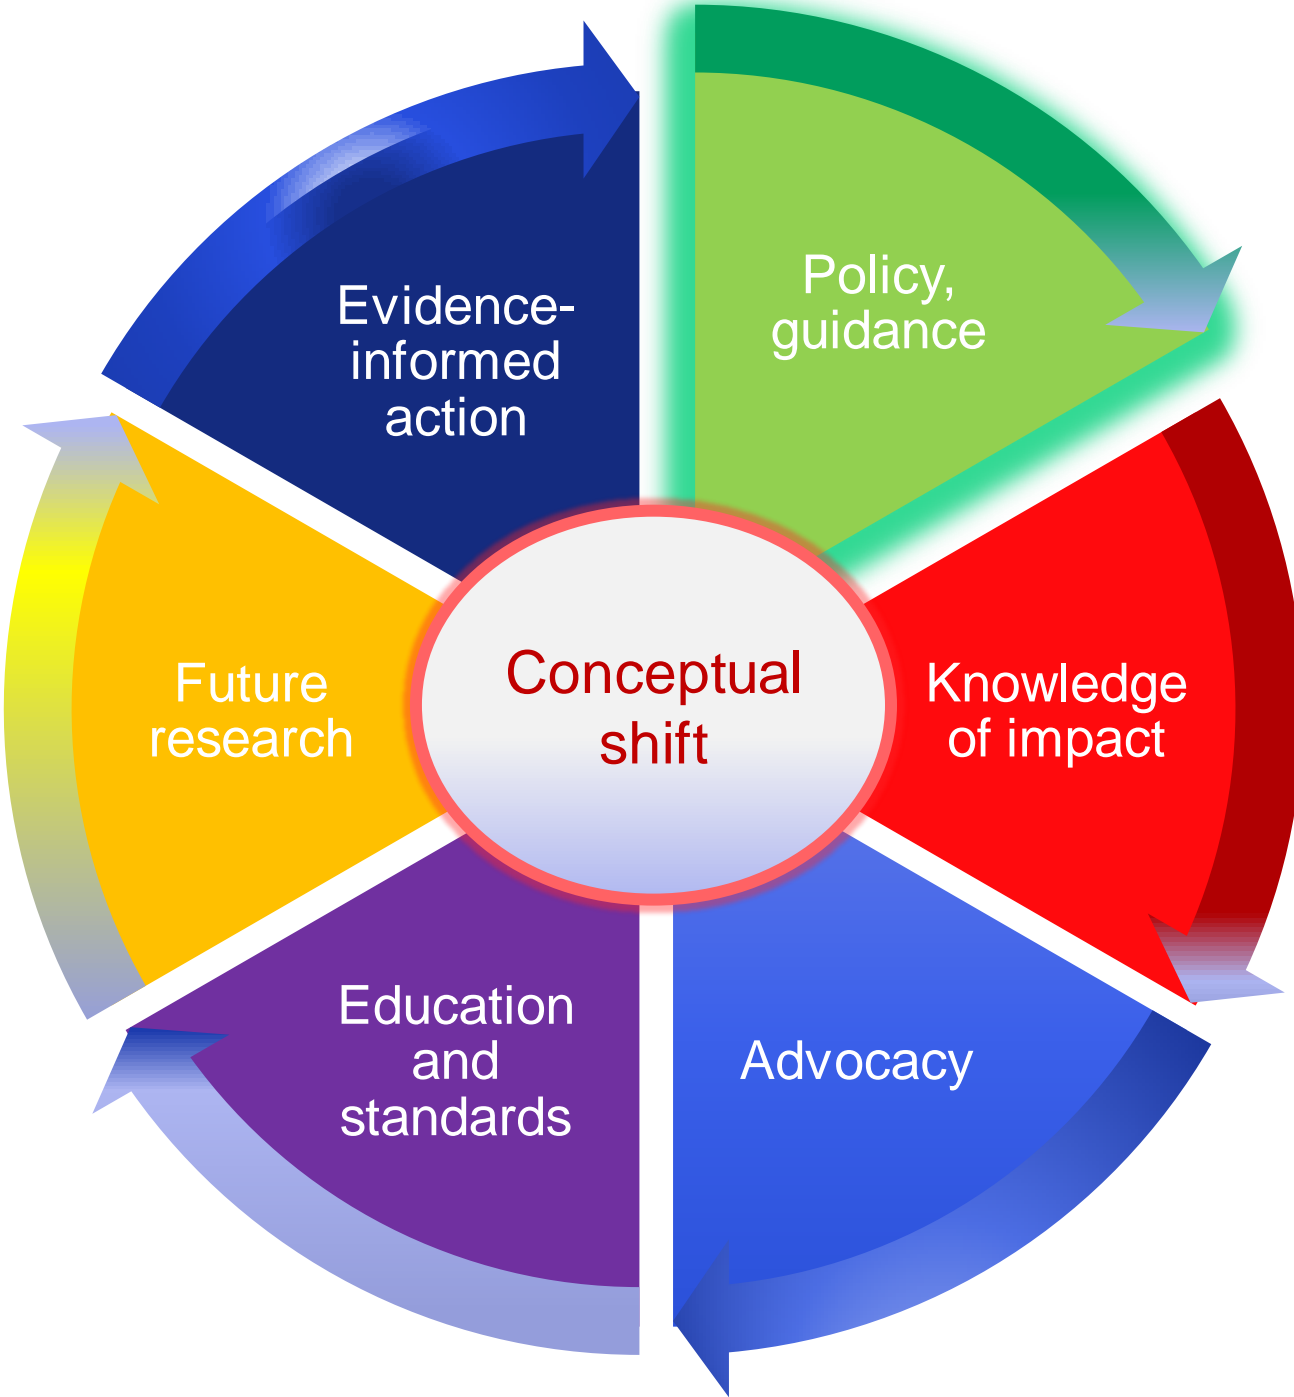 Policy,
guidance
Knowledge
of impact
Advocacy
Education
and
standards
Future
research
Evidence-
informed
action
Conceptual
shift